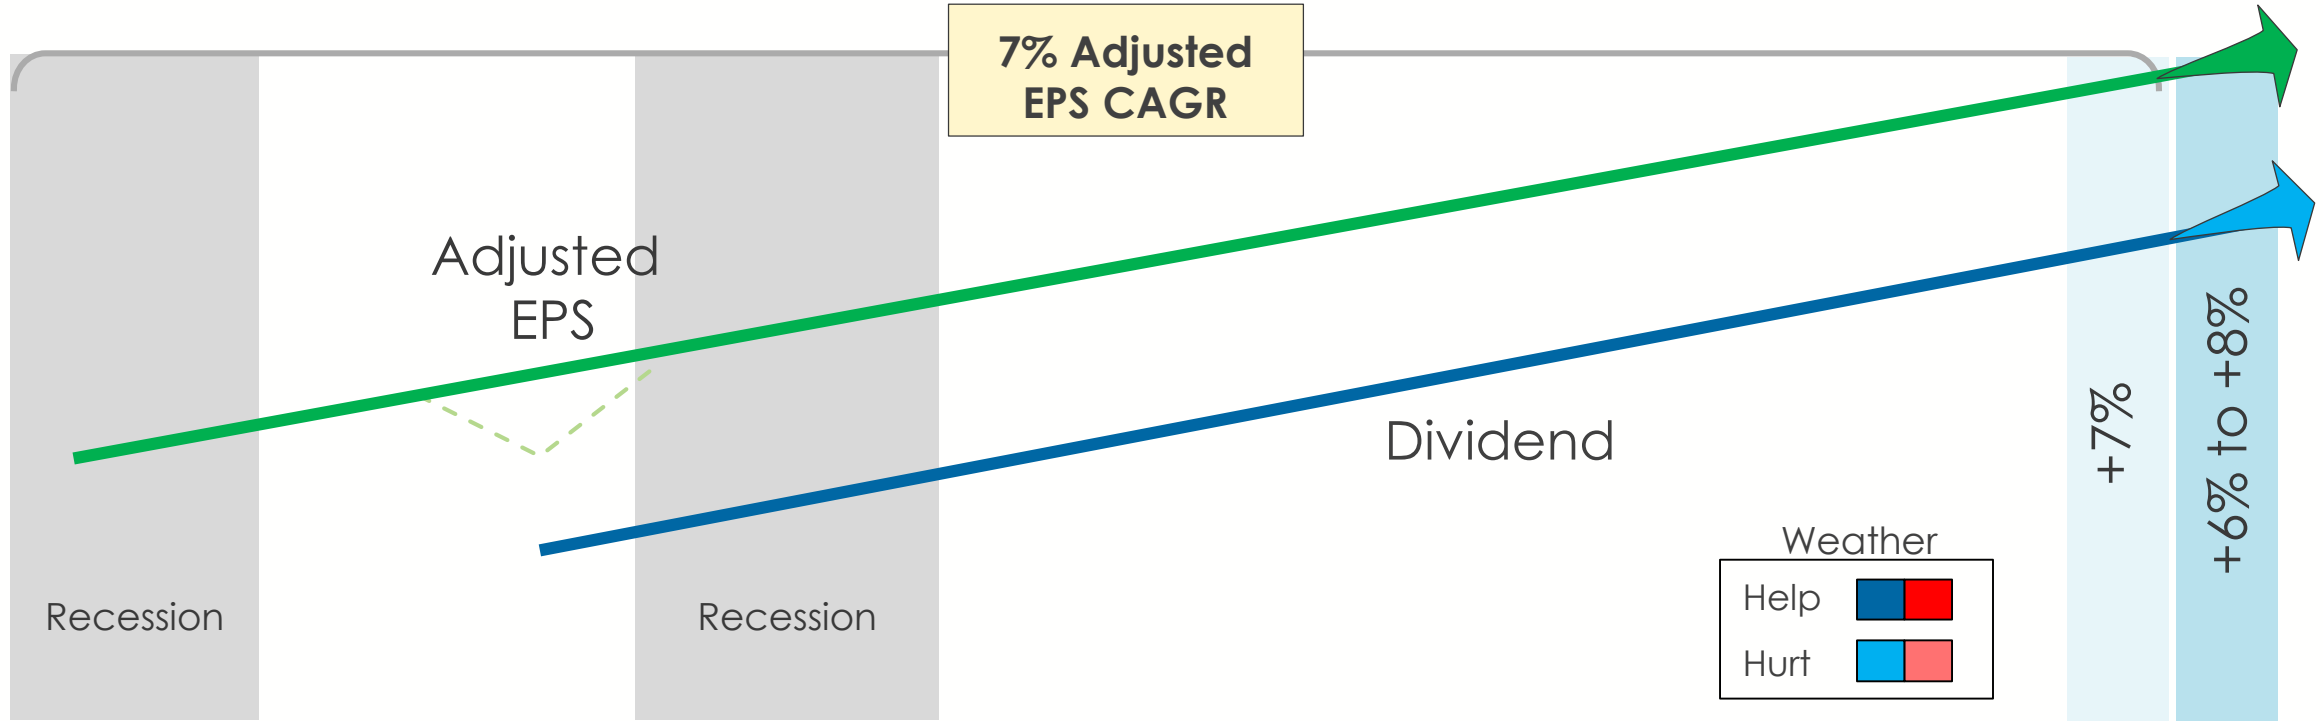 7% Adjusted
EPS CAGR
Adjusted
EPS
Dividend
+7%
+6% to +8%
Weather
Help
Hurt
Recession
Recession